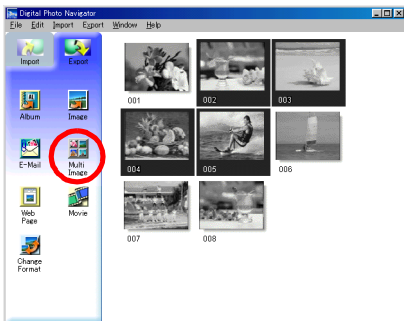 Digital Photo Navigator
File Edit Import Export Window Help
Import Export
Album Image
E-Mail Multi Image
Web Page Movie
Change Format
001 002 003
004 005 006
007 008